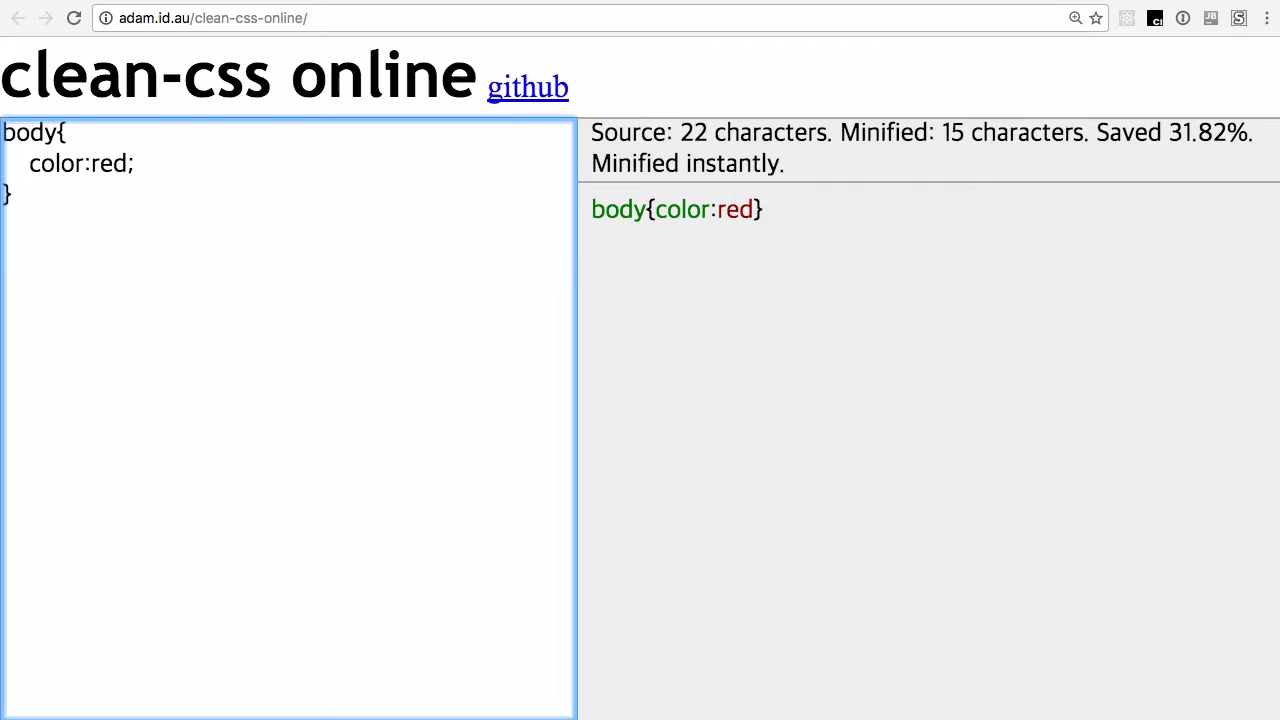 adam.id.au/clean-css-online/
clean-css online github
body{
    color:red;
}
Source: 22 characters. Minified: 15 characters. Saved 31.82%.
Minified instantly.
body{color:red}